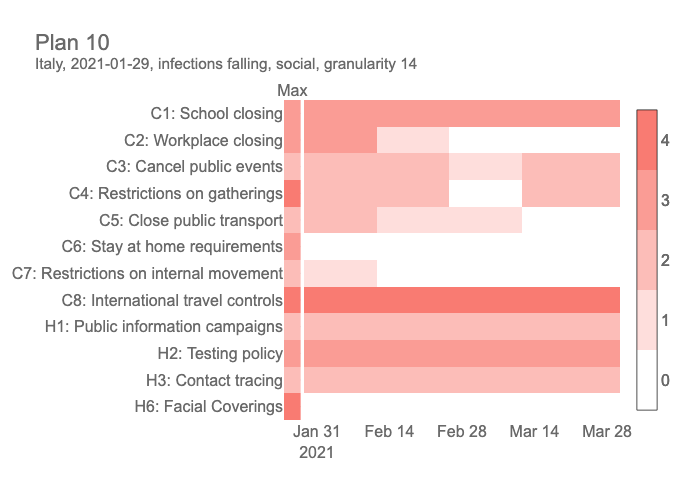 Plan 10
Italy, 2021-01-29, infections falling, social, granularity 14
Max
C1: School closing
C2: Workplace closing
C3: Cancel public events
C4: Restrictions on gatherings
C5: Close public transport
C6: Stay at home requirements
C7: Restrictions on internal movement
C8: International travel controls
H1: Public information campaigns
H2: Testing policy
H3: Contact tracing
H6: Facial Coverings
4
3
2
1
0
Jan 31 Feb 14 Feb 28 Mar 14 Mar 28
2021